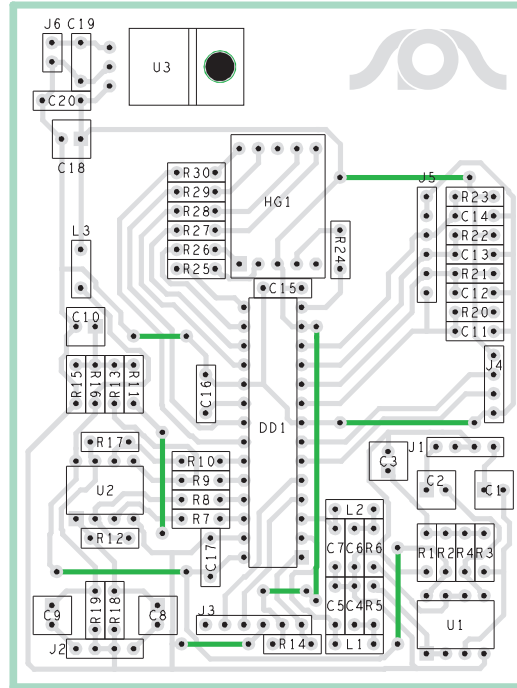 J6 C19
U3
C20
C18
R30
R29
R28
R27
R26
R25
HG1
R24
J5
R23
C14
R22
C13
R21
C12
R20
C11
L3
C15
C10
J4
R15 R16 R13 R11
C16
DD1
R17
J1
C3
U2
R10
R9
R8
R7
C2 C1
L2
R12
C17
C7 C6 R6
R1 R2 R4 R3
C9 R19 R18 C8
C5 C4 R5
J3
U1
J2
R14
L1